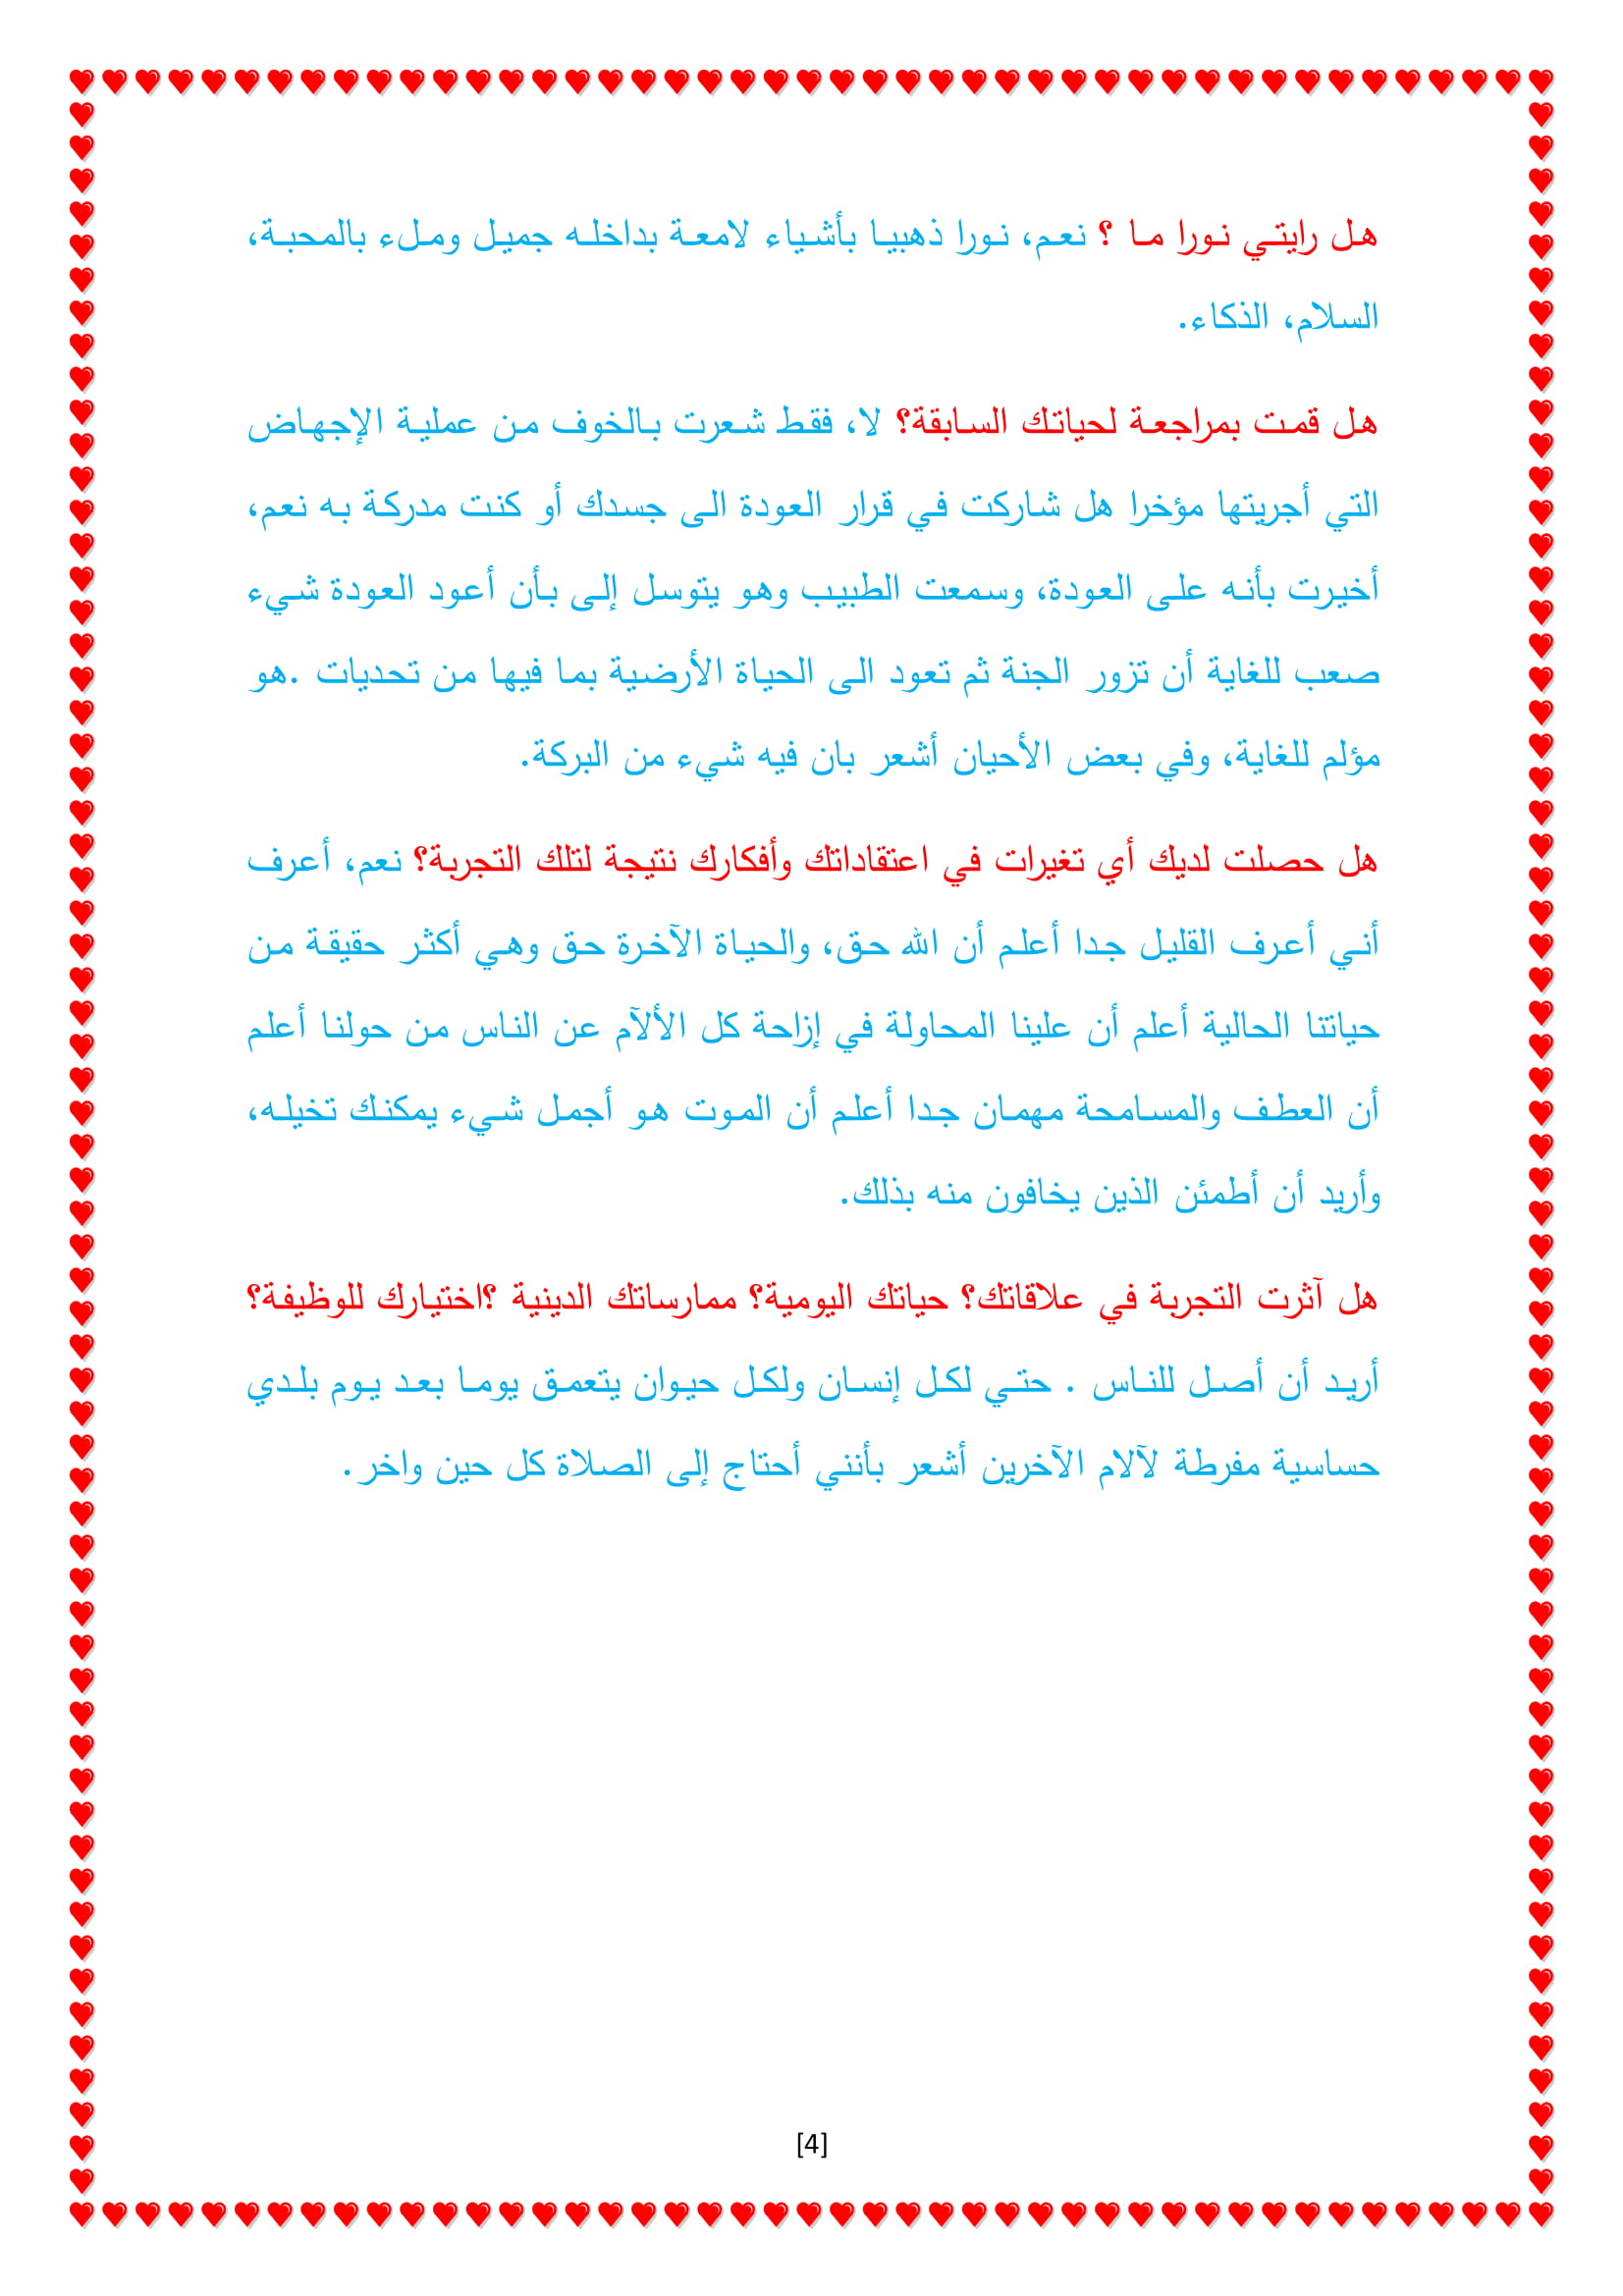 هل رايتي نورا ما ؟ نعم، نورا ذهبيا بأشياء لامعة بداخله جميل ومليء بالمحبة،
السلام، الذكاء.
هل قمت بمراجعة لحياتك السابقة؟ لا، فقط شعرت بالخوف من عملية الإجهاض
التي أجريتها مؤخرا هل شاركت في قرار العودة الى جسدك أو كنت مدركة به نعم،
أخيرت بأنه على العودة، وسمعت الطبيب وهو يتوسل إلى بأن أعود العودة شيء
صعب للغاية أن تزور الجنة ثم تعود الى الحياة الأرضية بما فيها من تحديات .هو
مؤلم للغاية، وفي بعض الأحيان أشعر بان فيه شيء من البركة.
هل حصلت لديك أي تغيرات في اعتقاداتك وأفكارك نتيجة لتلك التجربة؟ نعم، أعرف
أني أعرف القليل جدا أعلم أن الله حق، والحياة الآخرة حق وهي أكثر حقيقة من
حياتنا الحالية أعلم أن علينا المحاولة في إزاحة كل الألآم عن الناس من حولنا أعلم
أن العطف والمسامحة مهمان جدا أعلم أن الموت هو أجمل شيء يمكنك تخيله،
وأريد أن أطمئن الذين يخافون منه بذلك.
هل آثرت التجربة في علاقاتك؟ حياتك اليومية؟ ممارساتك الدينية ؟اختيارك للوظيفة؟
أريد أن أصل للناس . حتي لكل إنسان ولكل حيوان يتعمق يوما بعد يوم بلدي
حساسية مفرطة لآلام الآخرين أشعر بأنني أحتاج إلى الصلاة كل حين واخر.
[4]